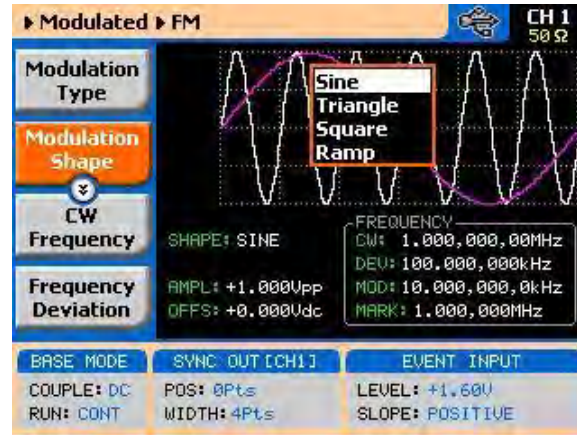 Modulated FM
CH 1
50 Ω
Modulation
Type
Modulation
Shape
CW
Frequency
Frequency
Deviation
Sine
Triangle
Square
Ramp
SHAPE: SINE
AMPL: +1.000Vpp
OFFS: +0.000Vdc
FREQUENCY
CW: 1.000,000,00MHz
DEV: 100.000,000kHz
MOD: 10.000,000,0kHz
MARK: 1.000,000MHz
BASE MODE
COUPLE: DC
RUN: CONT
SYNC OUT [CH1]
POS: 0Pts
WIDTH: 4Pts
EVENT INPUT
LEVEL: +1.60V
SLOPE: POSITIVE